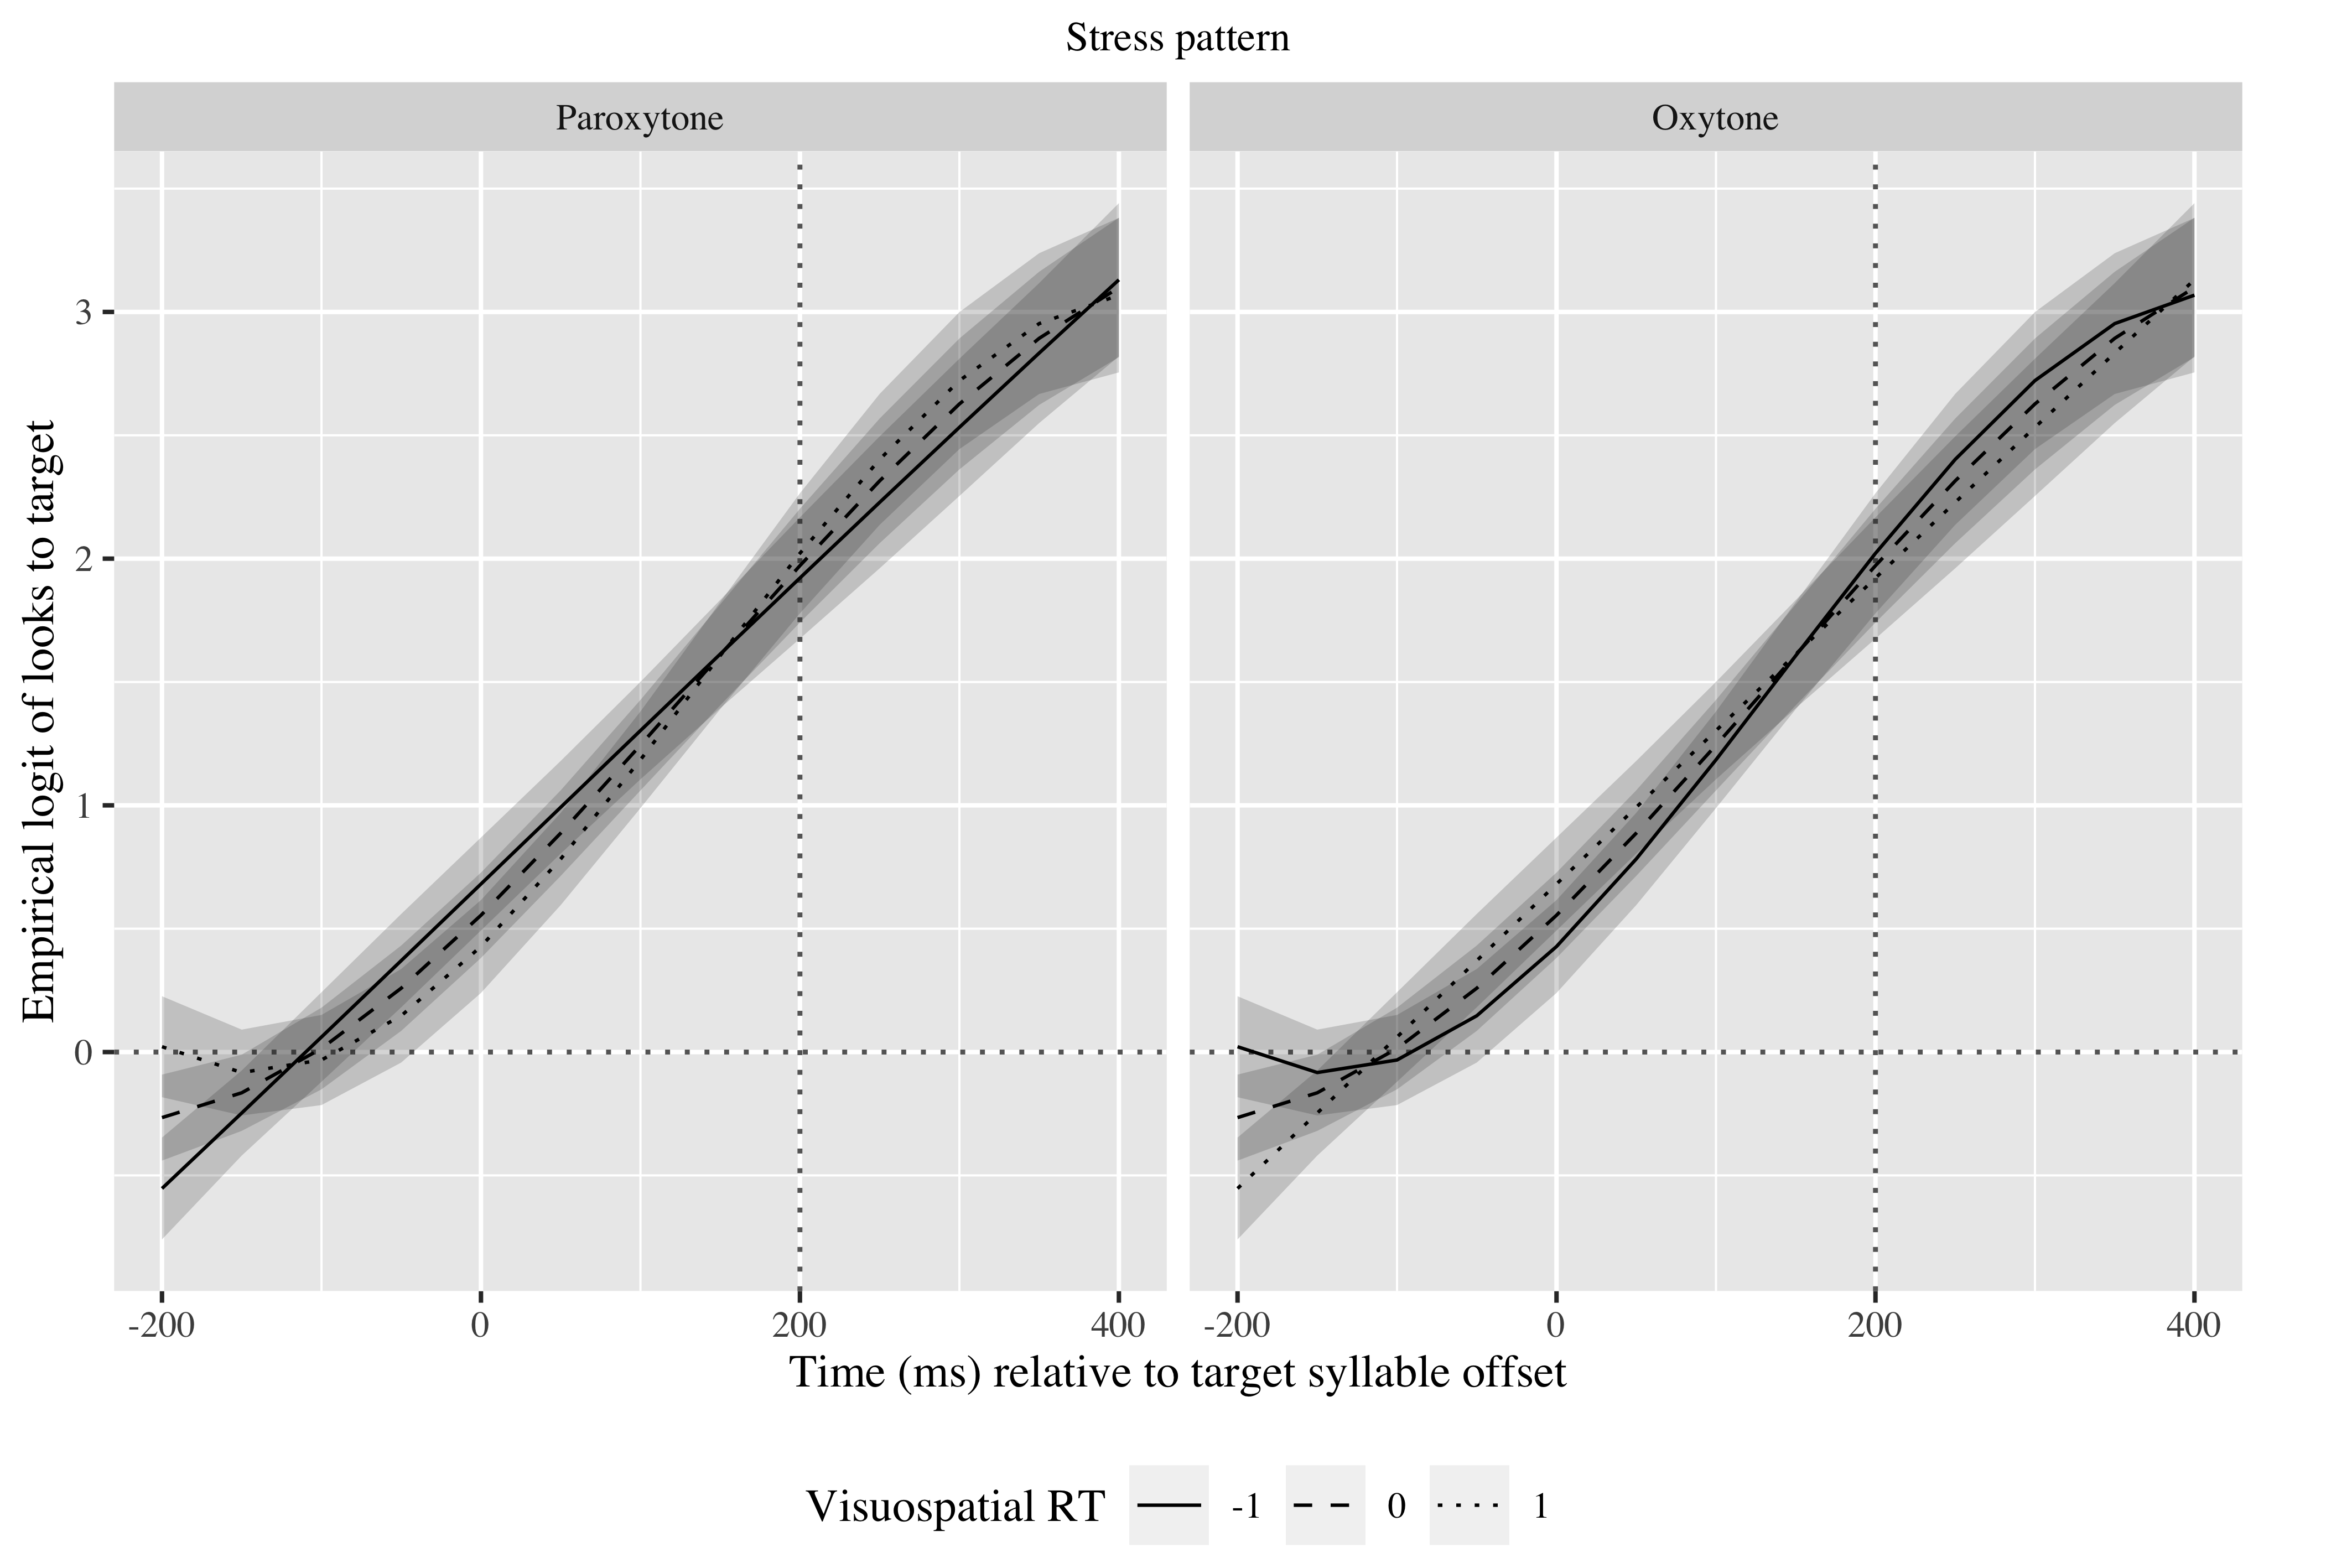 Stress pattern
Paroxytone Oxytone
Empirical logit of looks to target
3
2
1
0
-200 0 200 400 -200 0 200 400
Time (ms) relative to target syllable offset
Visuospatial RT -1 0 1